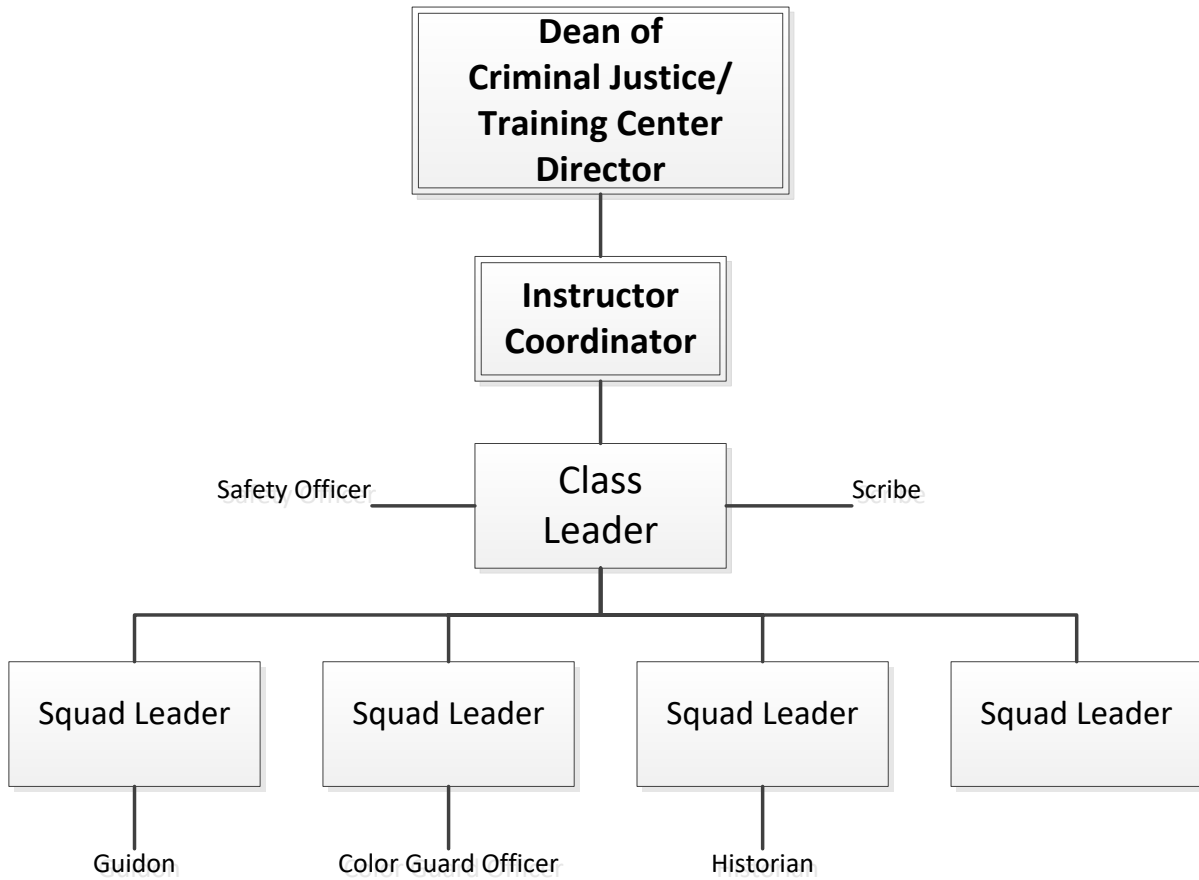 Dean of
Criminal Justice/
Training Center
Director
Instructor
Coordinator
Class
Leader
Safety Officer
Scribe
Squad Leader
Squad Leader
Squad Leader
Squad Leader
Guidon
Color Guard Officer
Historian